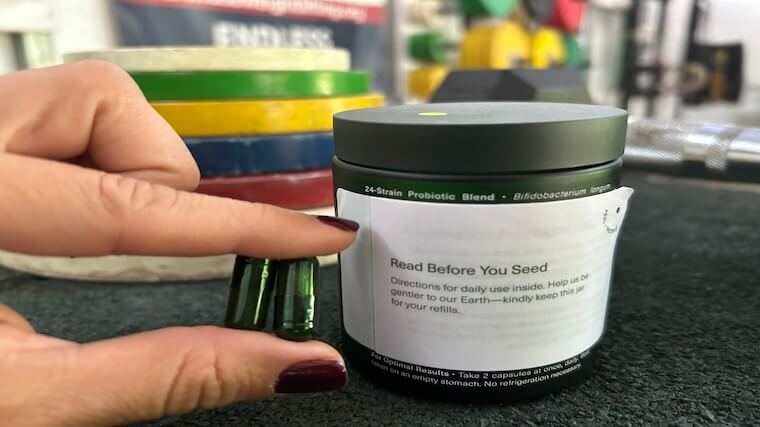 ENDLESS
24-Strain Probiotic Blend • Bifidobacterium longum
Read Before You Seed
Directions for daily use inside. Help us be
gentler to our Earth—kindly keep this jar
for your refills.
For Optimal Results • Take 2 capsules at once, daily. Best
taken on an empty stomach. No refrigeration necessary.